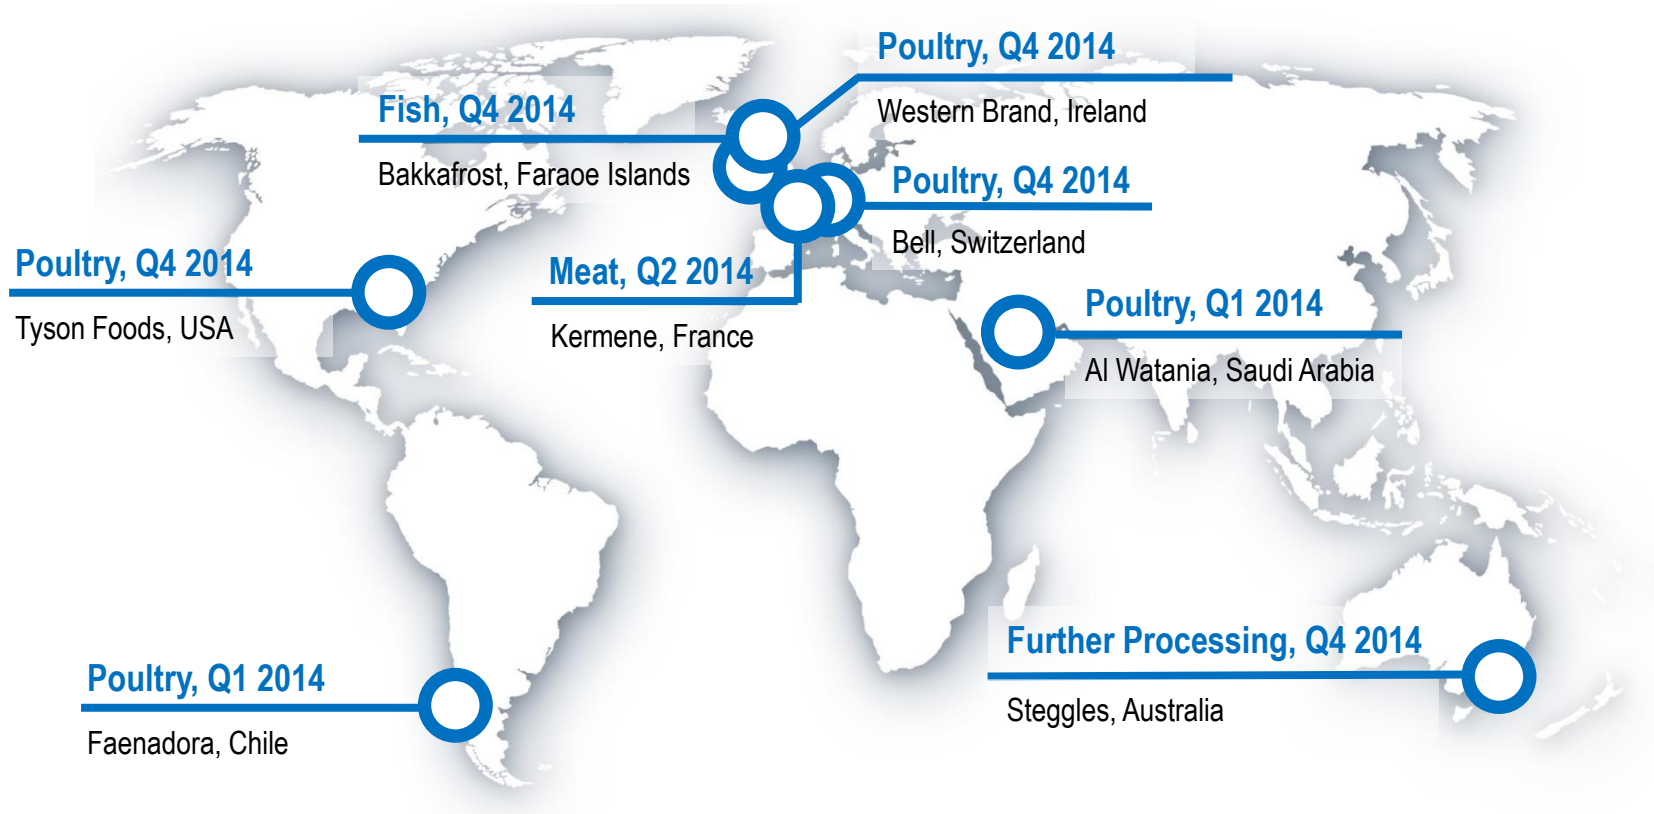 Poultry, Q4 2014
Western Brand, Ireland
Fish, Q4 2014
Bakkafrost, Faraoe Islands
Poultry, Q4 2014
Bell, Switzerland
Poultry, Q4 2014
Tyson Foods, USA
Meat, Q2 2014
Kermene, France
Poultry, Q1 2014
Al Watania, Saudi Arabia
Further Processing, Q4 2014
Steggles, Australia
Poultry, Q1 2014
Faenadora, Chile